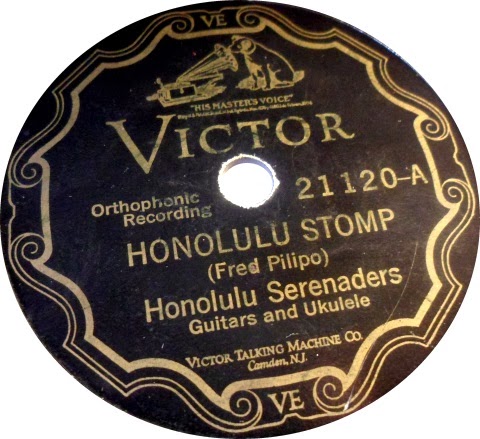 VE
"HIS MASTER'S VOICE"
VICTOR
Orthophonic
Recording
21120-A
HONOLULU STOMP
(Fred Pilipo)
Honolulu Serenaders
Guitars and Ukulele
VICTOR TALKING MACHINE CO.
Camden, N.J.
VE